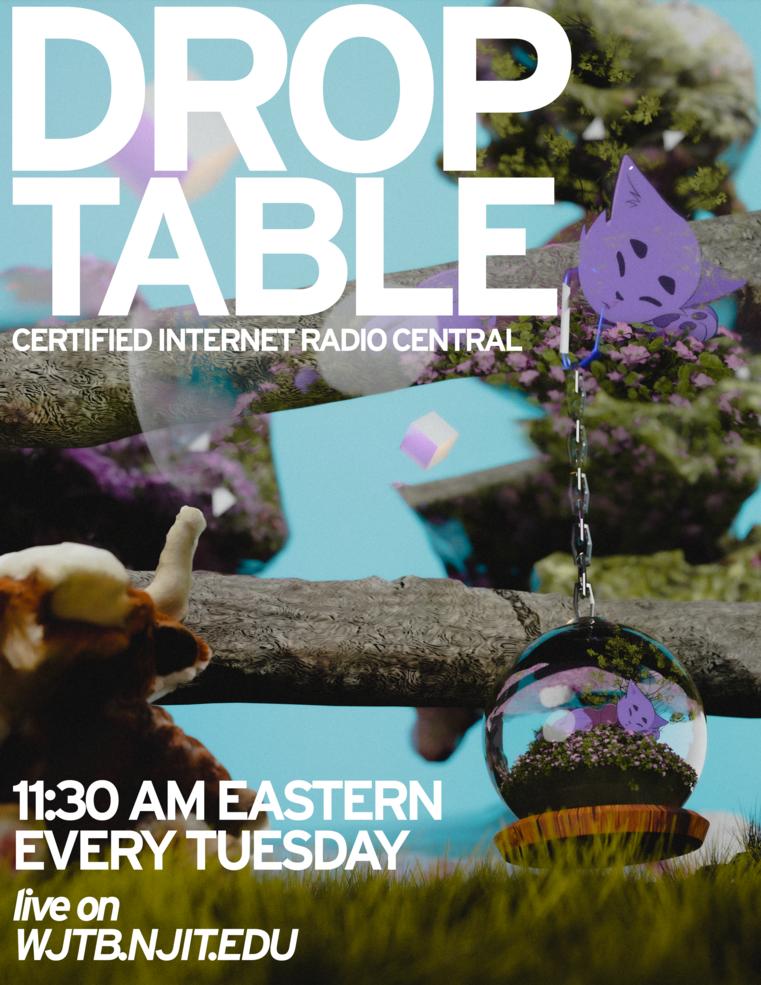 DROP
TABLE
CERTIFIED INTERNET RADIO CENTRAL
11:30 AM EASTERN
EVERY TUESDAY
live on
WJTB.NJIT.EDU